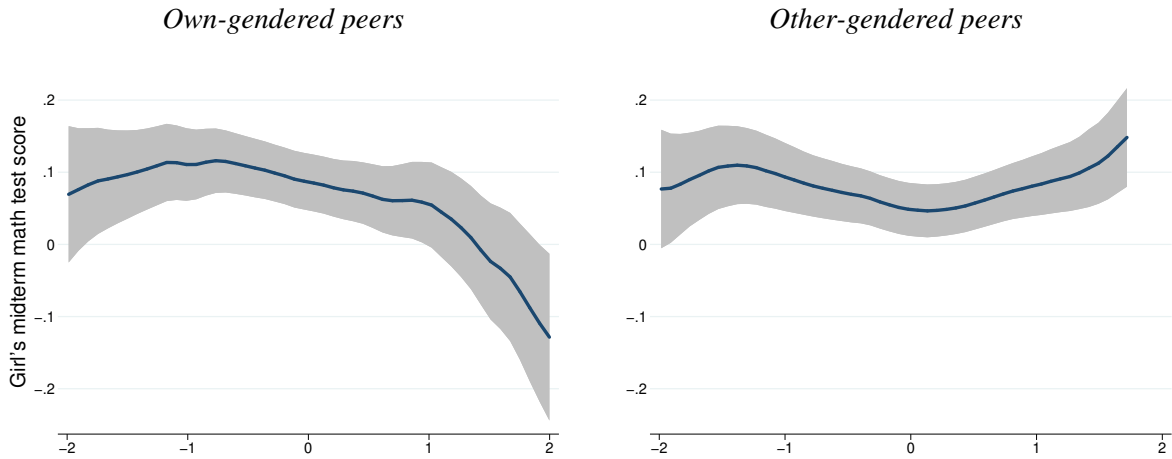 Own-gendered peers
Other-gendered peers
Girl's midterm math test score
.2
.1
0
−.1
−.2
−2 −1 0 1 2
.2
.1
0
−.1
−.2
−2 −1 0 1 2